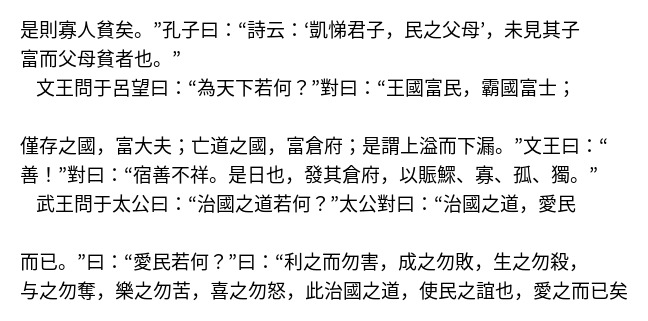 是則寡人貧矣。”孔子曰：“詩云：‘凱悌君子，民之父母’，未見其子
富而父母貧者也。”
文王問于呂望曰：“為天下若何？”對曰：“王國富民，霸國富士；
僅存之國，富大夫；亡道之國，富倉府；是謂上溢而下漏。”文王曰：“
善！”對曰：“宿善不祥。是日也，發其倉府，以賑鰥、寡、孤、獨。”
武王問于太公曰：“治國之道若何？”太公對曰：“治國之道，愛民
而已。”曰：“愛民若何？”曰：“利之而勿害，成之勿敗，生之勿殺，
与之勿奪，樂之勿苦，喜之勿怒，此治國之道，使民之誼也，愛之而已矣